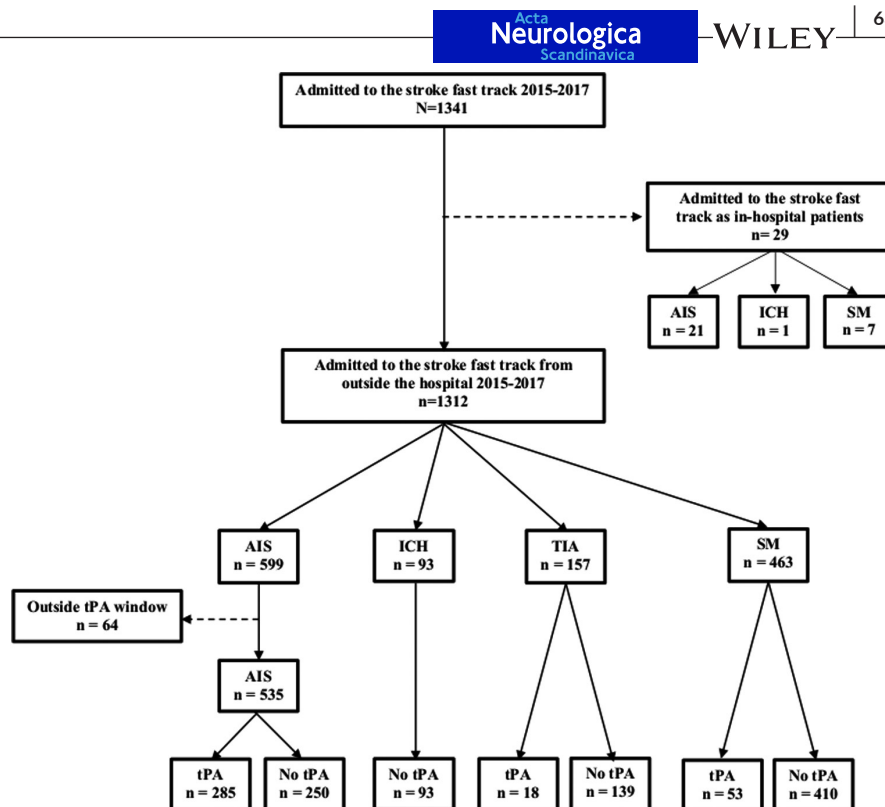 Acta
Neurologica
Scandinavica
WILEY
6
Admitted to the stroke fast track 2015-2017
N=1341
Admitted to the stroke fast
track as in-hospital patients
n= 29
AIS
n = 21
ICH
n = 1
SM
n = 7
Admitted to the stroke fast track from
outside the hospital 2015-2017
n=1312
AIS
n = 599
ICH
n = 93
TIA
n = 157
SM
n = 463
Outside tPA window
n = 64
AIS
n = 535
tPA
n = 285
No tPA
n = 250
No tPA
n = 93
tPA
n = 18
No tPA
n = 139
tPA
n = 53
No tPA
n = 410